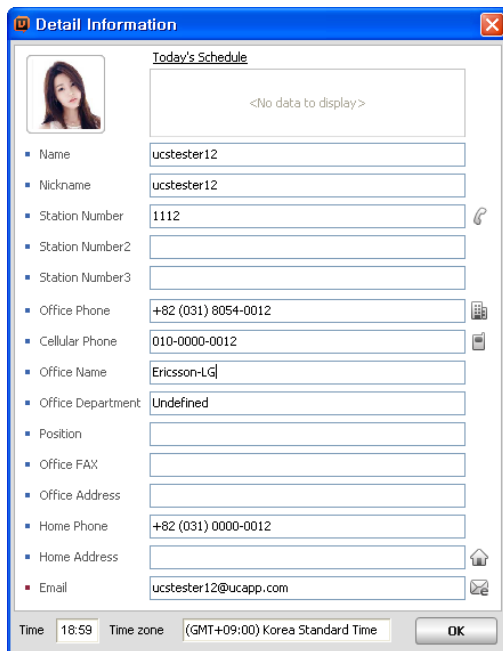 Detail Information
Today's Schedule
<No data to display>
Name ucstester12
Nickname ucstester12
Station Number 1112
Station Number2
Station Number3
Office Phone +82 (031) 8054-0012
Cellular Phone 010-0000-0012
Office Name Ericsson-LG
Office Department Undefined
Position
Office FAX
Office Address
Home Phone +82 (031) 0000-0012
Home Address
Email ucstester12@ucapp.com
Time 18:59 Time zone (GMT+09:00) Korea Standard Time OK